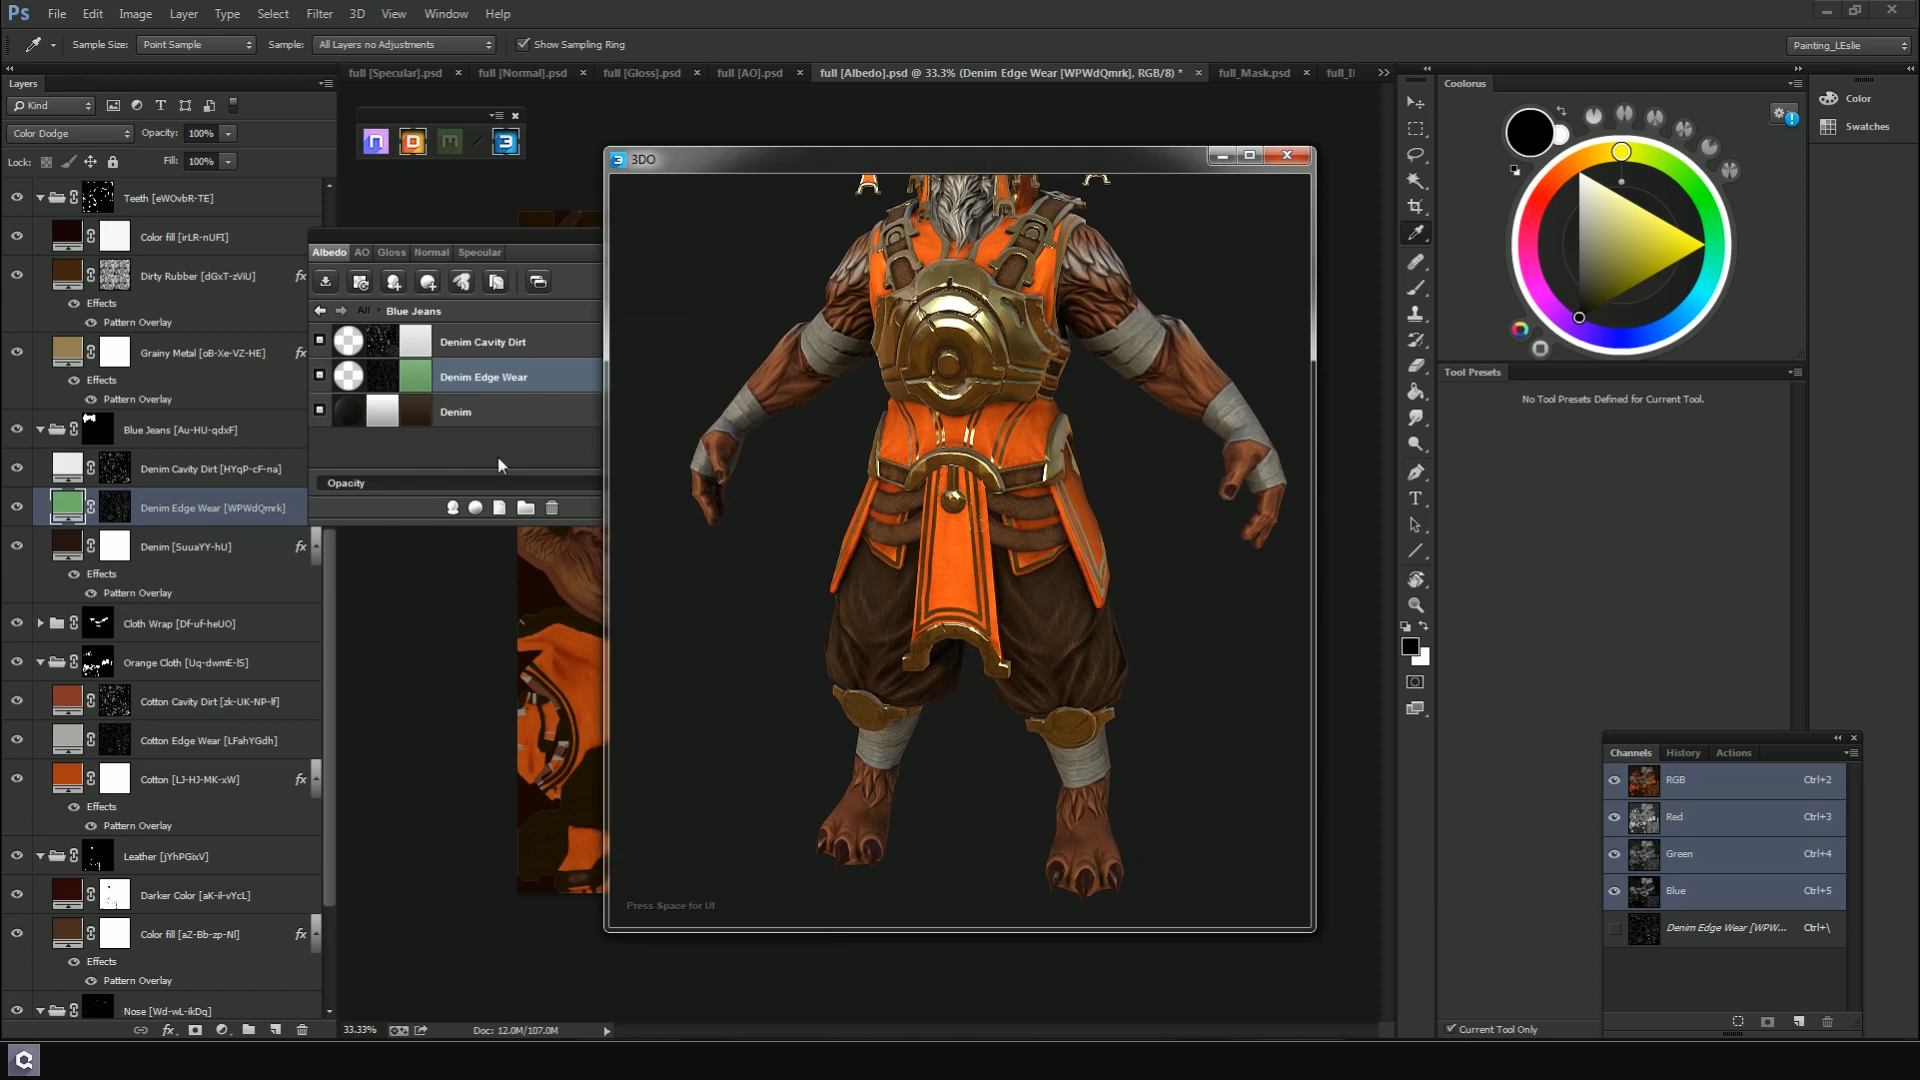 Ps File Edit Image Layer Type Select Filter 3D View Window Help
Sample Size: Point Sample Sample: All Layers no Adjustments Show Sampling Ring Painting_LEslie
Layers
full [Specular].psd × full [Normal].psd × full [Gloss].psd × full [AO].psd × full [Albedo].psd @ 33.3% (Denim Edge Wear [WPWdQmrk], RGB/8) * × full_Mask.psd ×
Kind
Color Dodge Opacity: 100%
Lock: Fill: 100%
Teeth [eWOvbR-TE]
Color fill [irLR-nUFI]
Dirty Rubber [dGxT-zViU] fx
Effects
Pattern Overlay
Grainy Metal [oB-Xe-VZ-HE] fx
Effects
Pattern Overlay
Blue Jeans [Au-HU-qdxF]
Denim Cavity Dirt [HYqP-cF-na]
Denim Edge Wear [WPWdQmrk]
Denim [SuuaYY-hU] fx
Effects
Pattern Overlay
Cloth Wrap [Df-uf-heUO]
Orange Cloth [Uq-dwmE-lS]
Cotton Cavity Dirt [zk-UK-NP-lf]
Cotton Edge Wear [LFahYGdh]
Cotton [LJ-HJ-MK-xW] fx
Effects
Pattern Overlay
Leather [jYhPGixV]
Darker Color [aK-il-vYcL]
Color fill [aZ-Bb-zp-Nl] fx
Effects
Pattern Overlay
Nose [Wd-wL-ikDq]
fx
n D m 3
Albedo AO Gloss Normal Specular
All Blue Jeans
Denim Cavity Dirt
Denim Edge Wear
Denim
Opacity
3 3DO
Press Space for UI
33.33% Doc: 12.0M/107.0M
Coolorus
Color
Swatches
Tool Presets
No Tool Presets Defined for Current Tool.
Channels History Actions
RGB Ctrl+2
Red Ctrl+3
Green Ctrl+4
Blue Ctrl+5
Denim Edge Wear [WPW... Ctrl+\
Current Tool Only